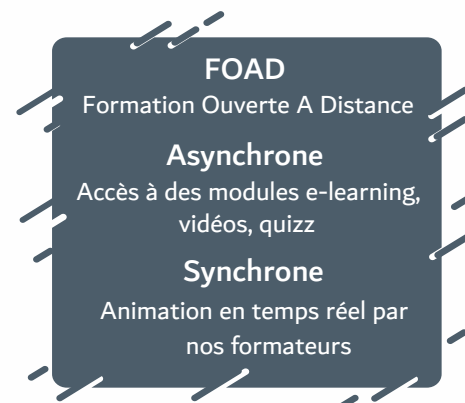 FOAD
Formation Ouverte A Distance
Asynchrone
Accès à des modules e-learning,
vidéos, quizz
Synchrone
Animation en temps réel par
nos formateurs